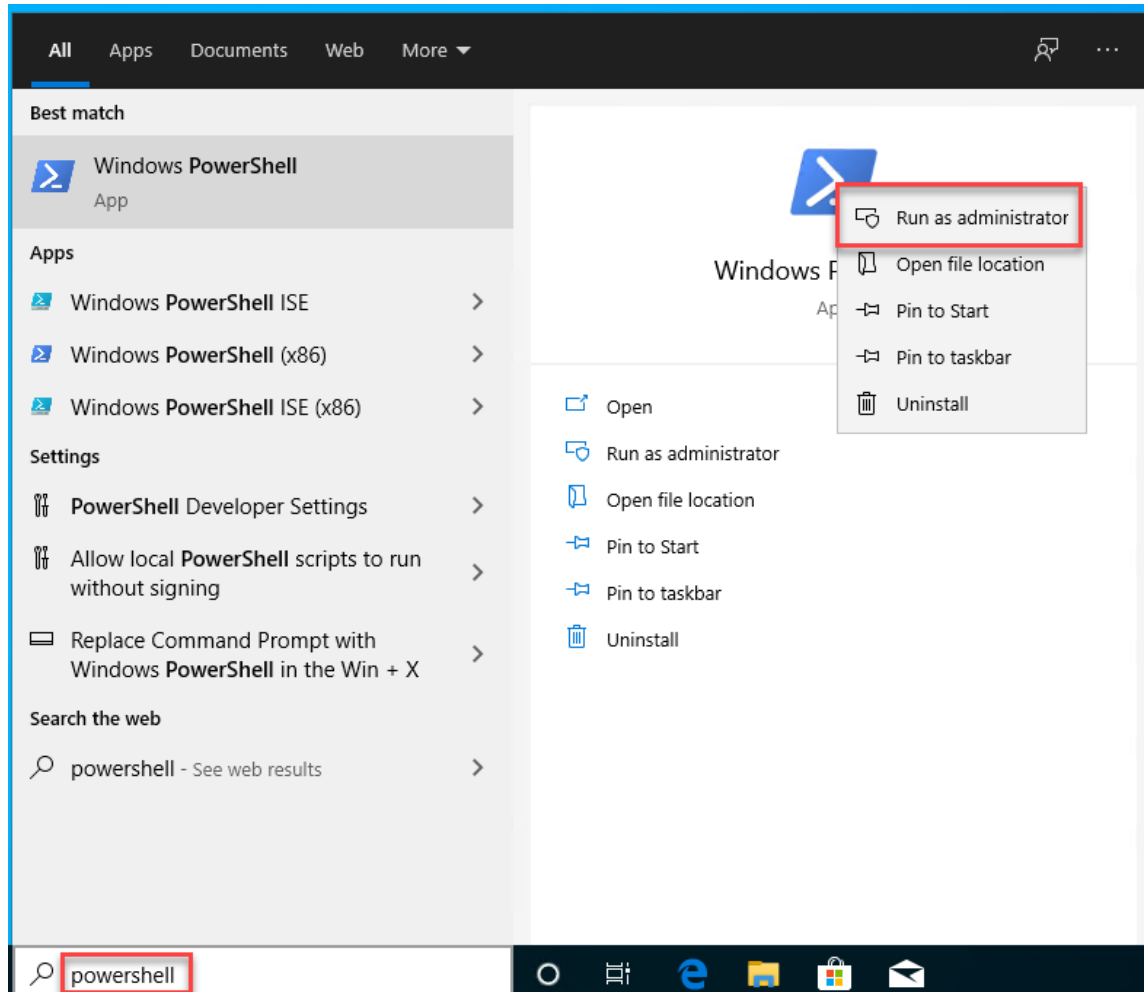 All Apps Documents Web More
Best match
Windows PowerShell
App
Apps
Windows PowerShell ISE
Windows PowerShell (x86)
Windows PowerShell ISE (x86)
Settings
PowerShell Developer Settings
Allow local PowerShell scripts to run
without signing
Replace Command Prompt with
Windows PowerShell in the Win + X
Search the web
powershell - See web results
powershell
Windows P
Ap
Run as administrator
Open file location
Pin to Start
Pin to taskbar
Uninstall
Open
Run as administrator
Open file location
Pin to Start
Pin to taskbar
Uninstall